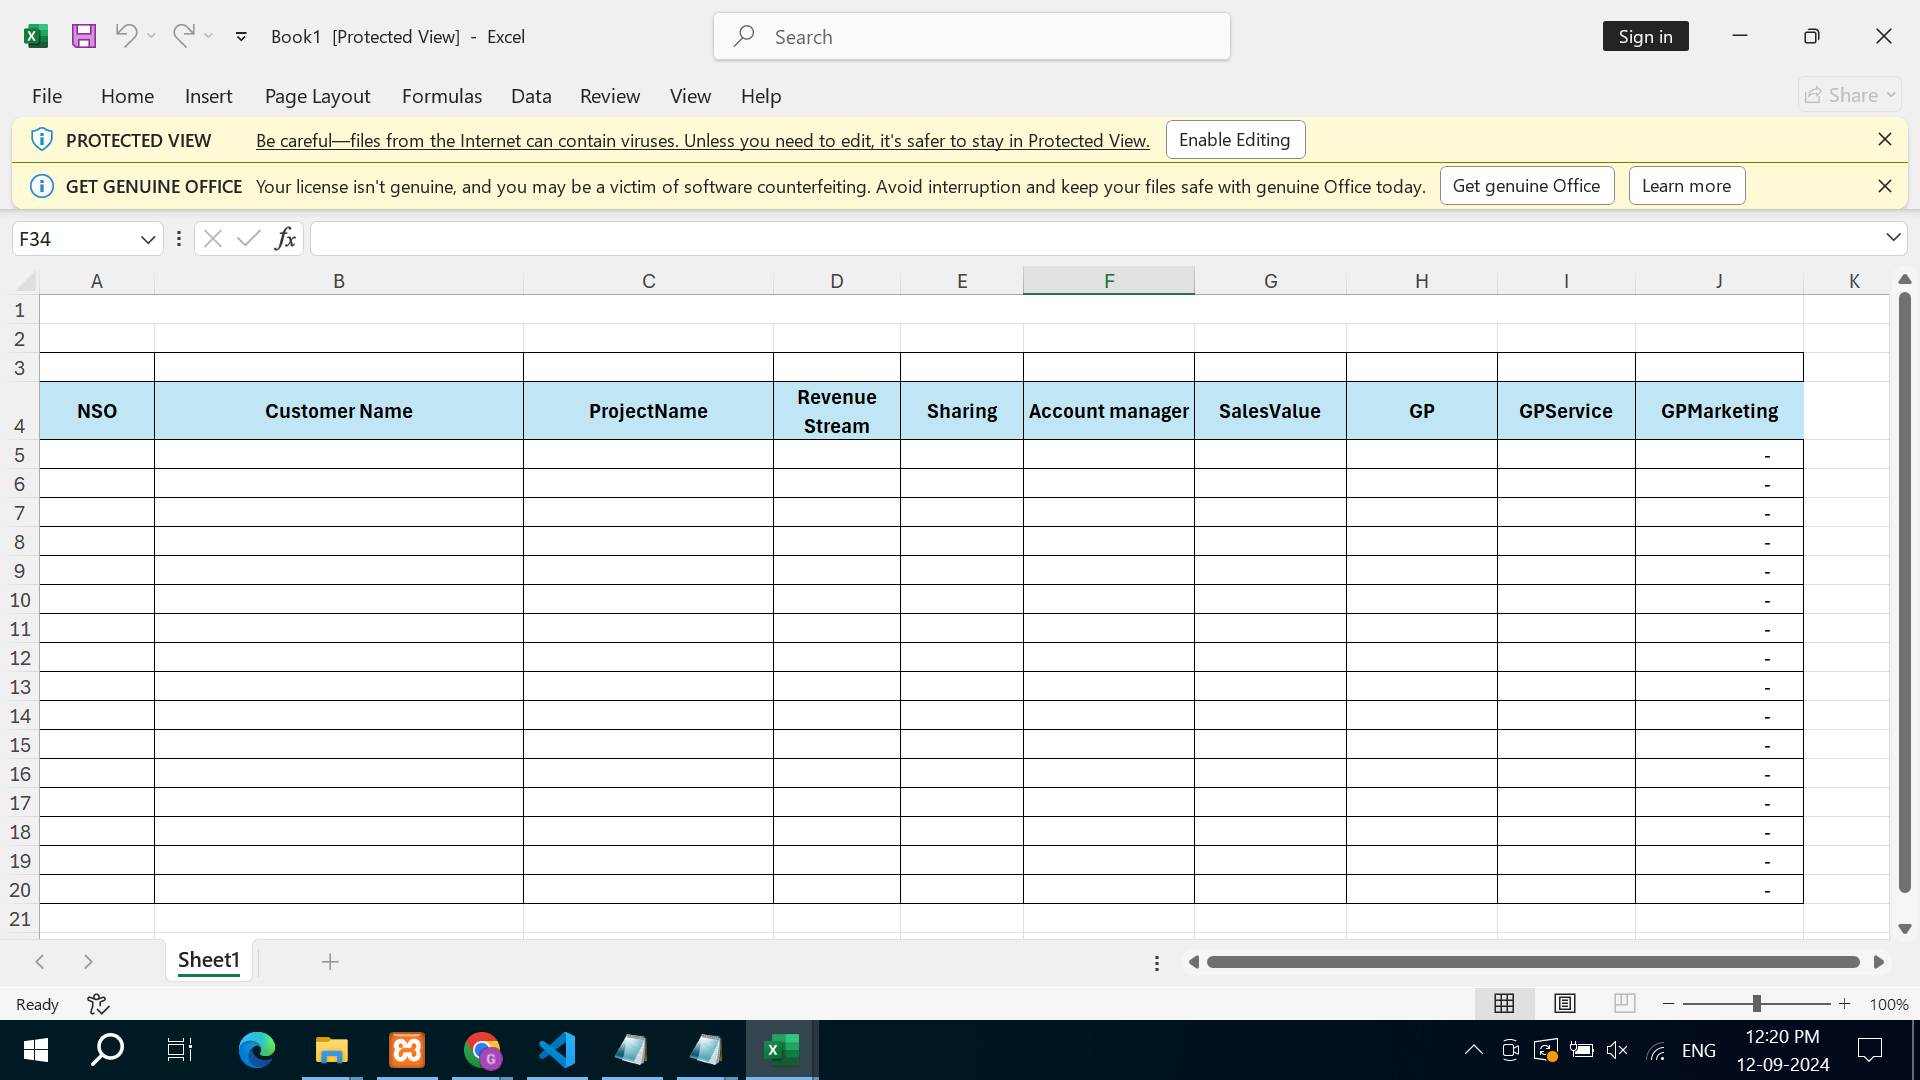 Book1 [Protected View] - Excel
Search
Sign in
File Home Insert Page Layout Formulas Data Review View Help
Share
PROTECTED VIEW Be careful—files from the Internet can contain viruses. Unless you need to edit, it's safer to stay in Protected View. Enable Editing
GET GENUINE OFFICE Your license isn't genuine, and you may be a victim of software counterfeiting. Avoid interruption and keep your files safe with genuine Office today. Get genuine Office Learn more
F34 fx
A B C D E F G H I J K
1
2
3
4 NSO Customer Name ProjectName Revenue Stream Sharing Account manager SalesValue GP GPService GPMarketing
5 -
6 -
7 -
8 -
9 -
10 -
11 -
12 -
13 -
14 -
15 -
16 -
17 -
18 -
19 -
20 -
21
Sheet1
Ready
100%
G
ENG
12:20 PM
12-09-2024